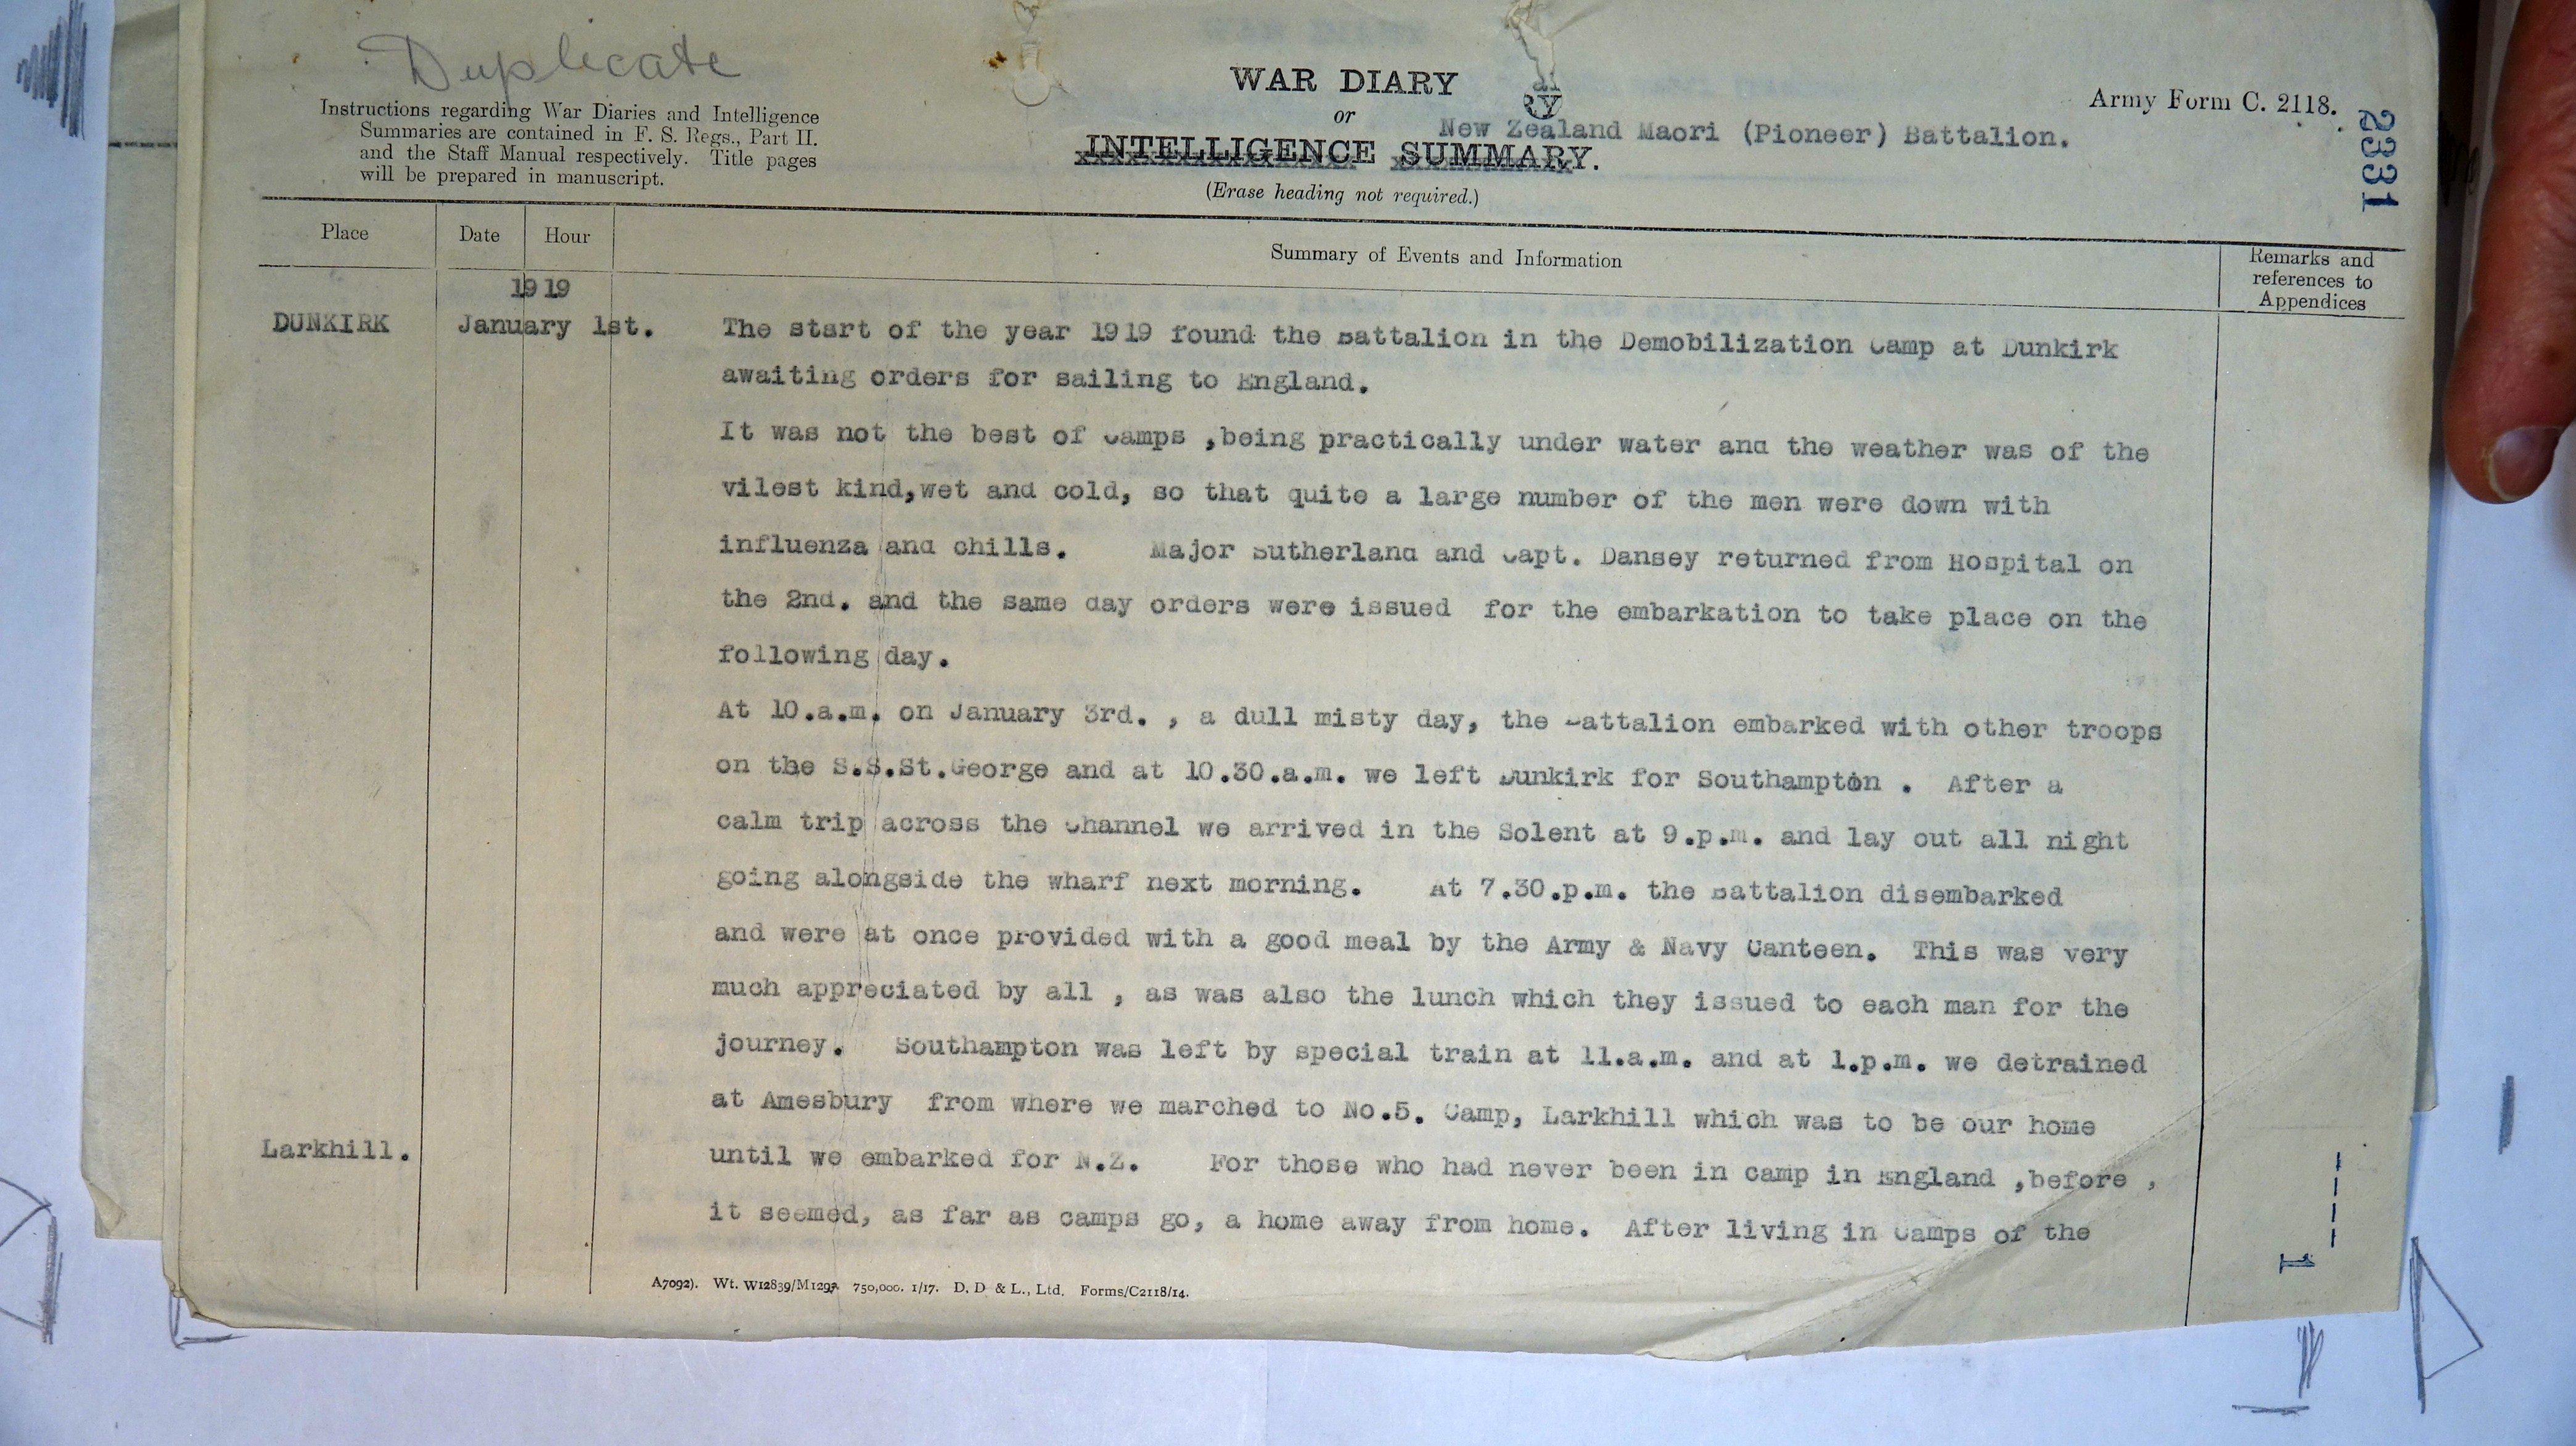 Duplicate
Instructions regarding War Diaries and Intelligence
Summaries are contained in F. S. Regs., Part II.
and the Staff Manual respectively. Title pages
will be prepared in manuscript.
WAR DIARY
or
INTELLIGENCE SUMMARY.
(Erase heading not required.)
RY
New Zealand Maori (Pioneer) Battalion.
Army Form C. 2118.
2331
Place
Date
Hour
Summary of Events and Information
Remarks and
references to
Appendices
1919
DUNKIRK January 1st. The start of the year 1919 found the Battalion in the Demobilization Camp at Dunkirk
awaiting orders for sailing to England.
It was not the best of Camps ,being practically under water and the weather was of the
vilest kind,wet and cold, so that quite a large number of the men were down with
influenza and chills. Major Sutherland and Capt. Dansey returned from Hospital on
the 2nd. and the same day orders were issued for the embarkation to take place on the
following day.
At 10.a.m. on January 3rd. , a dull misty day, the Battalion embarked with other troops
on the S.S.St.George and at 10.30.a.m. we left Dunkirk for Southampton . After a
calm trip across the Channel we arrived in the Solent at 9.p.m. and lay out all night
going alongside the wharf next morning. At 7.30.p.m. the Battalion disembarked
and were at once provided with a good meal by the Army & Navy Canteen. This was very
much appreciated by all , as was also the lunch which they issued to each man for the
journey. Southampton was left by special train at 11.a.m. and at 1.p.m. we detrained
at Amesbury from where we marched to No.5. Camp, Larkhill which was to be our home
Larkhill. until we embarked for N.Z. For those who had never been in camp in England ,before ,
it seemed, as far as camps go, a home away from home. After living in Camps of the
A7092). Wt. W12839/M1297. 750,000. 1/17. D. D & L., Ltd. Forms/C2118/14.
1